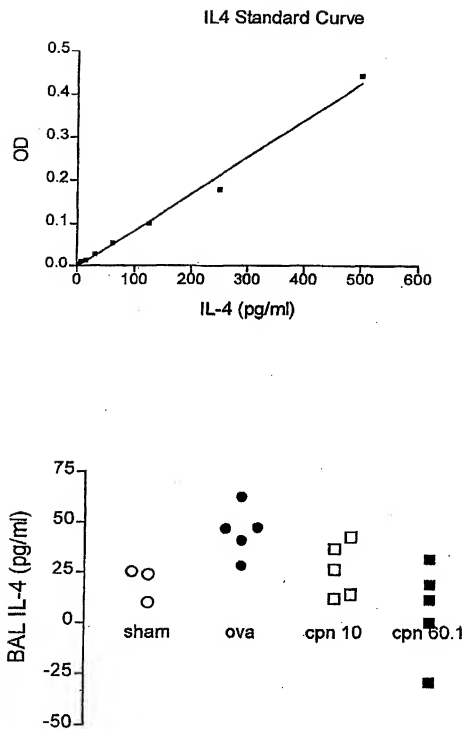 IL4 Standard Curve
0.5
0.4
0.3
0.2
0.1
0.0
OD
0 100 200 300 400 500 600
IL-4 (pg/ml)
75
50
25
0
-25
-50
BAL IL-4 (pg/ml)
sham ova cpn 10 cpn 60.1